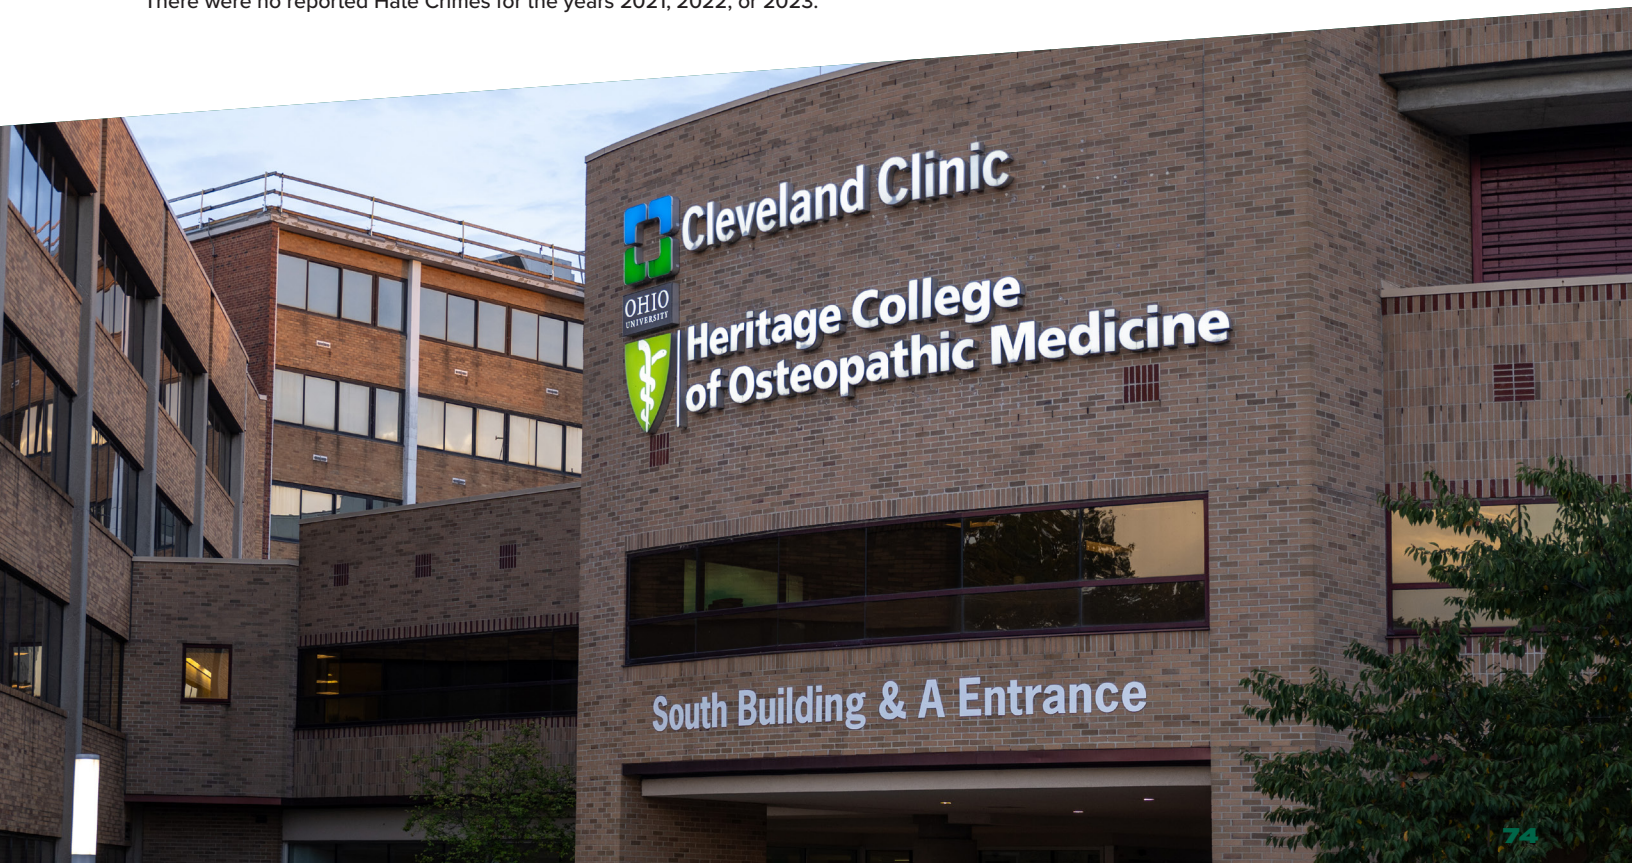 There were no reported Hate Crimes for the years 2021, 2022, or 2023.
Cleveland Clinic
OHIO
UNIVERSITY
Heritage College
of Osteopathic Medicine
South Building & A Entrance
74